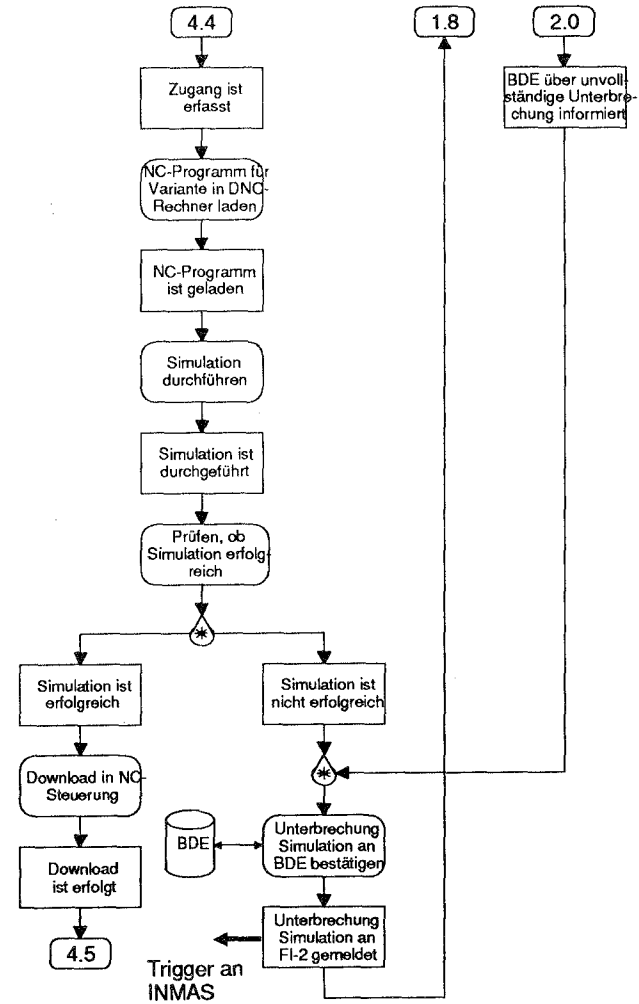 4.4
1.8
2.0
Zugang ist
erfasst
BDE über unvoll-
ständige Unterbre-
chung informiert
NC-Programm für
Variante in DNC-
Rechner laden
NC-Programm
ist geladen
Simulation
durchführen
Simulation ist
durchgeführt
Prüfen, ob
Simulation erfolg-
reich
*
Simulation ist
erfolgreich
Simulation ist
nicht erfolgreich
Download in NC-
Steuerung
*
BDE
Unterbrechung
Simulation an
BDE bestätigen
Download
ist erfolgt
Unterbrechung
Simulation an
FI-2 gemeldet
4.5
Trigger an
INMAS